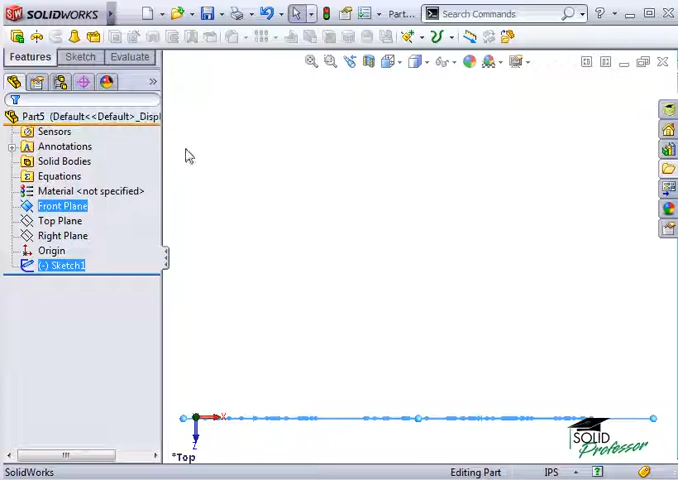 SOLIDWORKS
Part...
Search Commands
Features
Sketch
Evaluate
Part5 (Default<<Default>_Displ
Sensors
Annotations
Solid Bodies
Equations
Material <not specified>
Front Plane
Top Plane
Right Plane
Origin
(-) Sketch1
X
Z
*Top
SOLID
Professor
SolidWorks
Editing Part
IPS